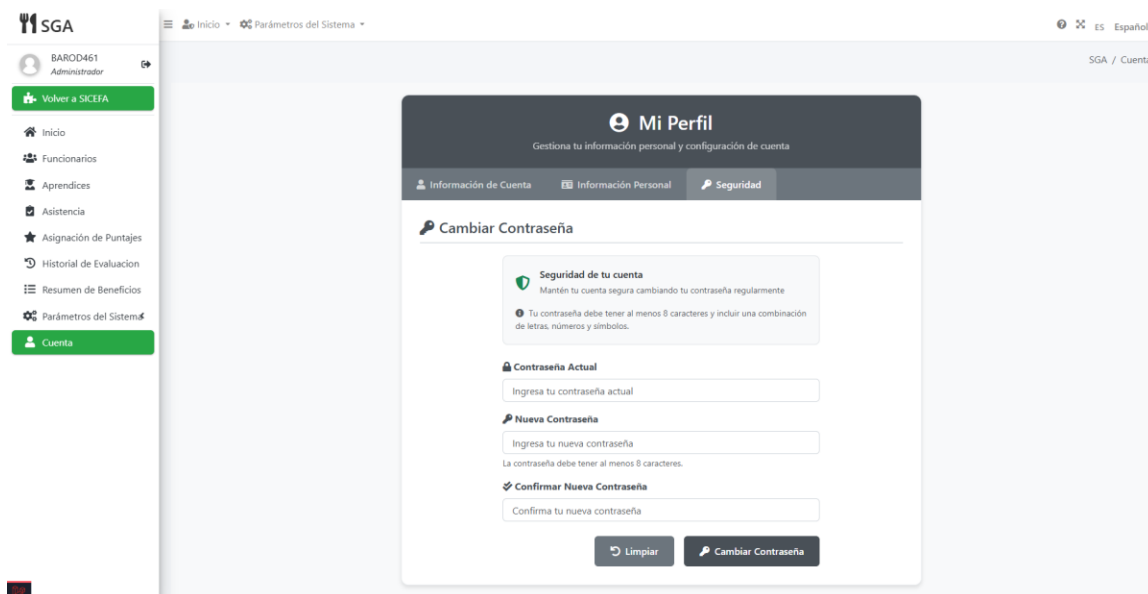 SGA
Inicio
Parámetros del Sistema
ES Español
BAROD461
Administrador
SGA / Cuenta
Volver a SICEFA
Inicio
Funcionarios
Aprendices
Asistencia
Asignación de Puntajes
Historial de Evaluacion
Resumen de Beneficios
Parámetros del Sistema
Cuenta
Mi Perfil
Gestiona tu información personal y configuración de cuenta
Información de Cuenta
Información Personal
Seguridad
Cambiar Contraseña
Seguridad de tu cuenta
Mantén tu cuenta segura cambiando tu contraseña regularmente
Tu contraseña debe tener al menos 8 caracteres y incluir una combinación
de letras, números y símbolos.
Contraseña Actual
Ingresa tu contraseña actual
Nueva Contraseña
Ingresa tu nueva contraseña
La contraseña debe tener al menos 8 caracteres.
Confirmar Nueva Contraseña
Confirma tu nueva contraseña
Limpiar
Cambiar Contraseña